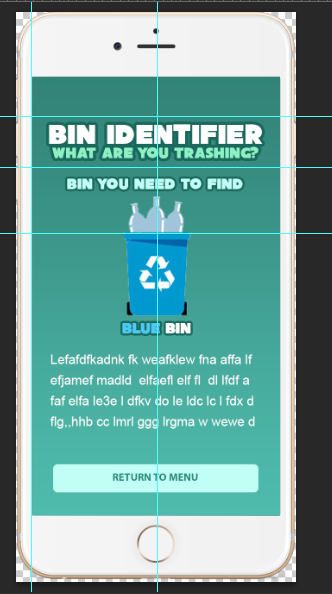 BIN IDENTIFIER
WHAT ARE YOU TRASHING?
BIN YOU NEED TO FIND
BLUE BIN
Lefafdfkadnk fk weafklew fna affa lf
efjamef madld  elfaefl elf fl  dl lfdf a
faf elfa le3e l dfkv do le ldc lc l fdx d
flg,,hhb cc lmrl ggg lrgma w wewe d
RETURN TO MENU